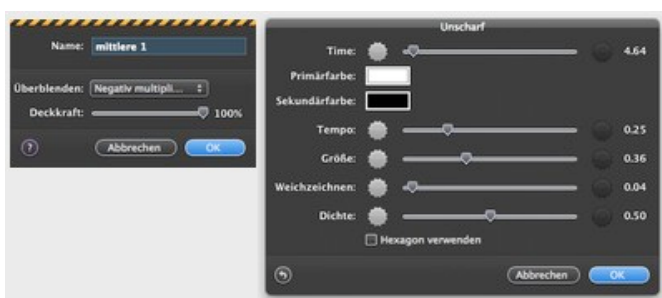 Name: mittlere 1
Überblenden: Negativ multipli...
Deckkraft: 100%
? Abbrechen OK
Unscharf
Time: 4.64
Primärfarbe:
Sekundärfarbe:
Tempo: 0.25
Größe: 0.36
Weichzeichnen: 0.04
Dichte: 0.50
Hexagon verwenden
Abbrechen OK